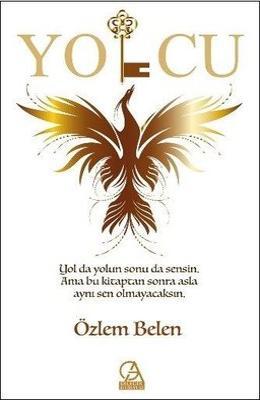 YOLCU
Yol da yolun sonu da sensin.
Ama bu kitaptan sonra asla
aynı sen olmayacaksın.
Özlem Belen